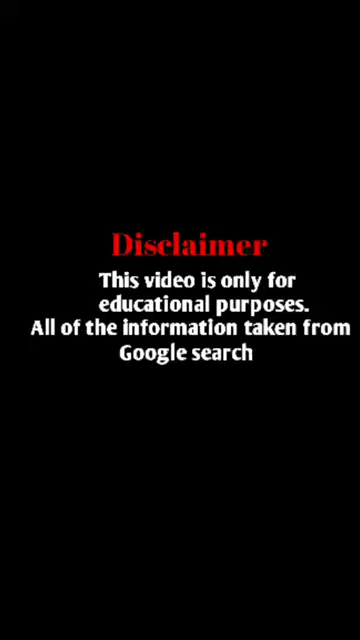 Disclaimer
This video is only for
educational purposes.
All of the information taken from
Google search